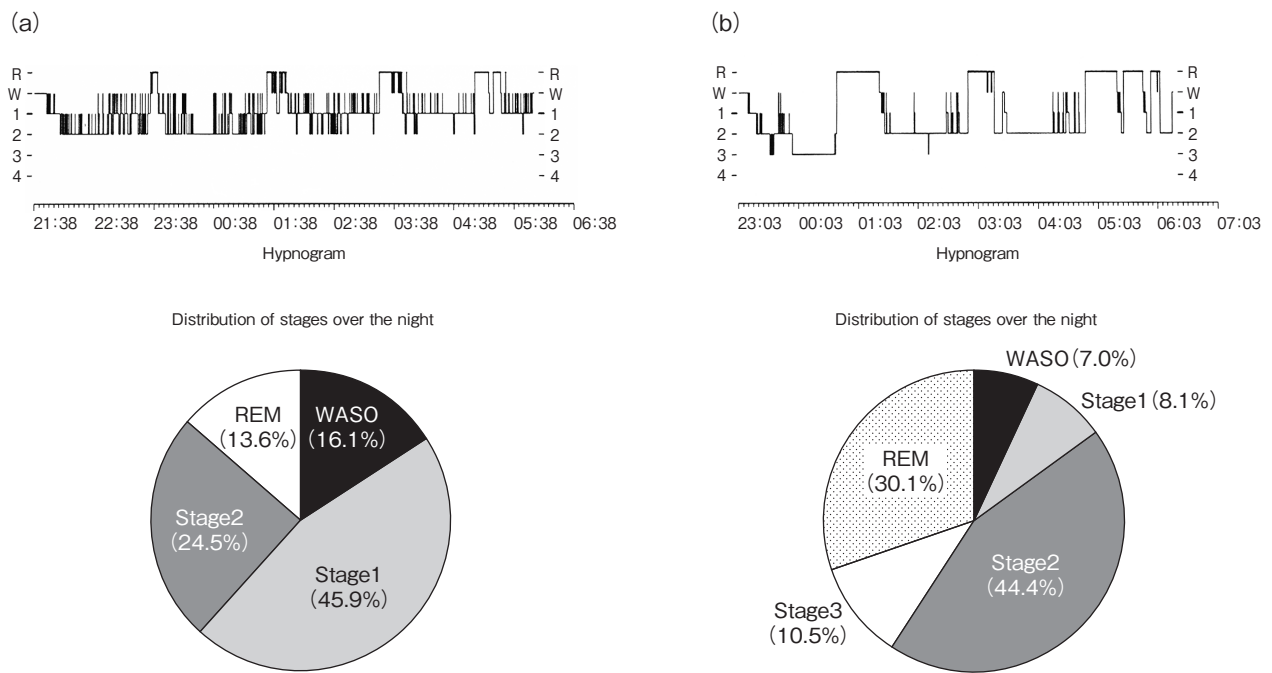 (a)
R
W
1
2
3
4
R
W
1
2
3
4
21:38 22:38 23:38 00:38 01:38 02:38 03:38 04:38 05:38 06:38
Hypnogram
Distribution of stages over the night
REM
(13.6%)
WASO
(16.1%)
Stage2
(24.5%)
Stage1
(45.9%)
(b)
R
W
1
2
3
4
R
W
1
2
3
4
23:03 00:03 01:03 02:03 03:03 04:03 05:03 06:03 07:03
Hypnogram
Distribution of stages over the night
WASO(7.0%)
Stage1(8.1%)
REM
(30.1%)
Stage2
(44.4%)
Stage3
(10.5%)